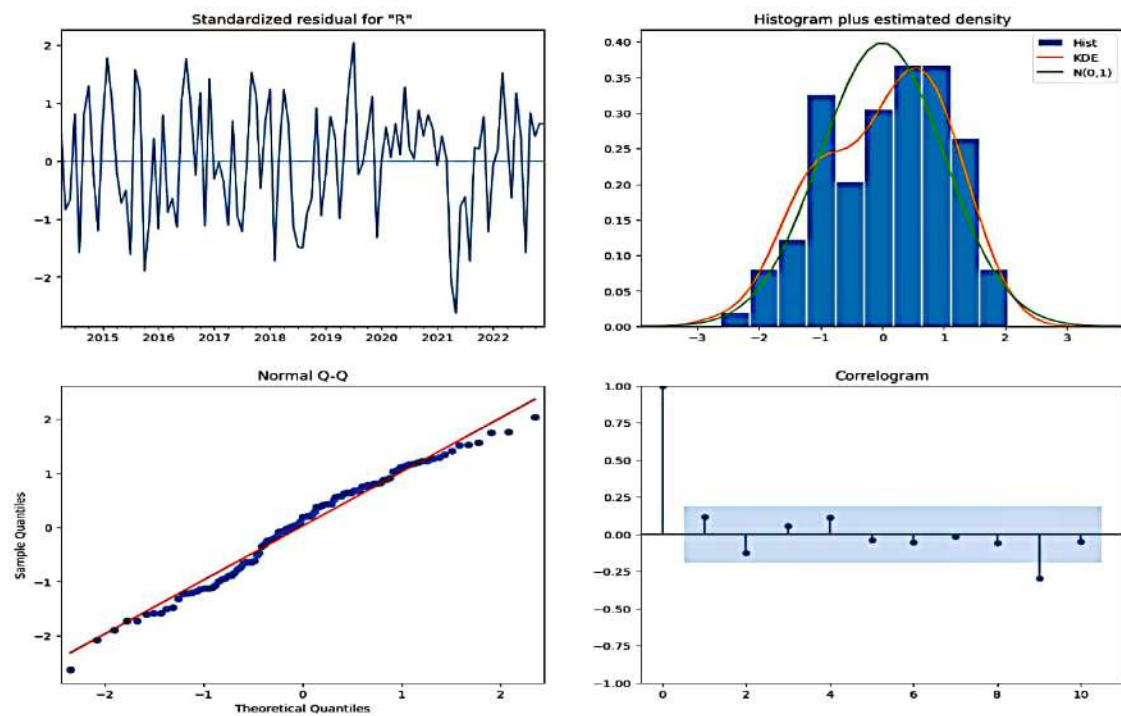 Standardized residual for "R"
2
1
0
−1
−2
2015 2016 2017 2018 2019 2020 2021 2022
Histogram plus estimated density
Hist
KDE
N(0,1)
0.40
0.35
0.30
0.25
0.20
0.15
0.10
0.05
0.00
−3 −2 −1 0 1 2 3
Normal Q-Q
Sample Quantiles
2
1
0
−1
−2
−2 −1 0 1 2
Theoretical Quantiles
Correlogram
1.00
0.75
0.50
0.25
0.00
−0.25
−0.50
−0.75
−1.00
0 2 4 6 8 10